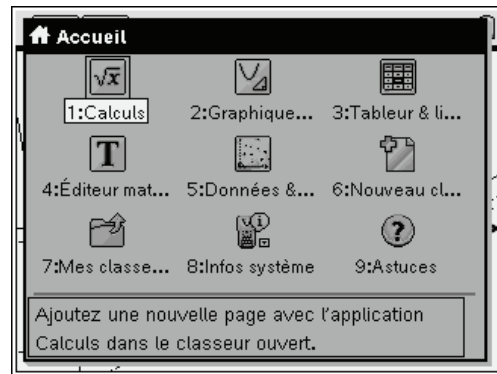 Accueil
1:Calculs 2:Graphique... 3:Tableur & li...
4:Éditeur mat... 5:Données &... 6:Nouveau cl...
7:Mes classe... 8:Infos système 9:Astuces
Ajoutez une nouvelle page avec l'application
Calculs dans le classeur ouvert.